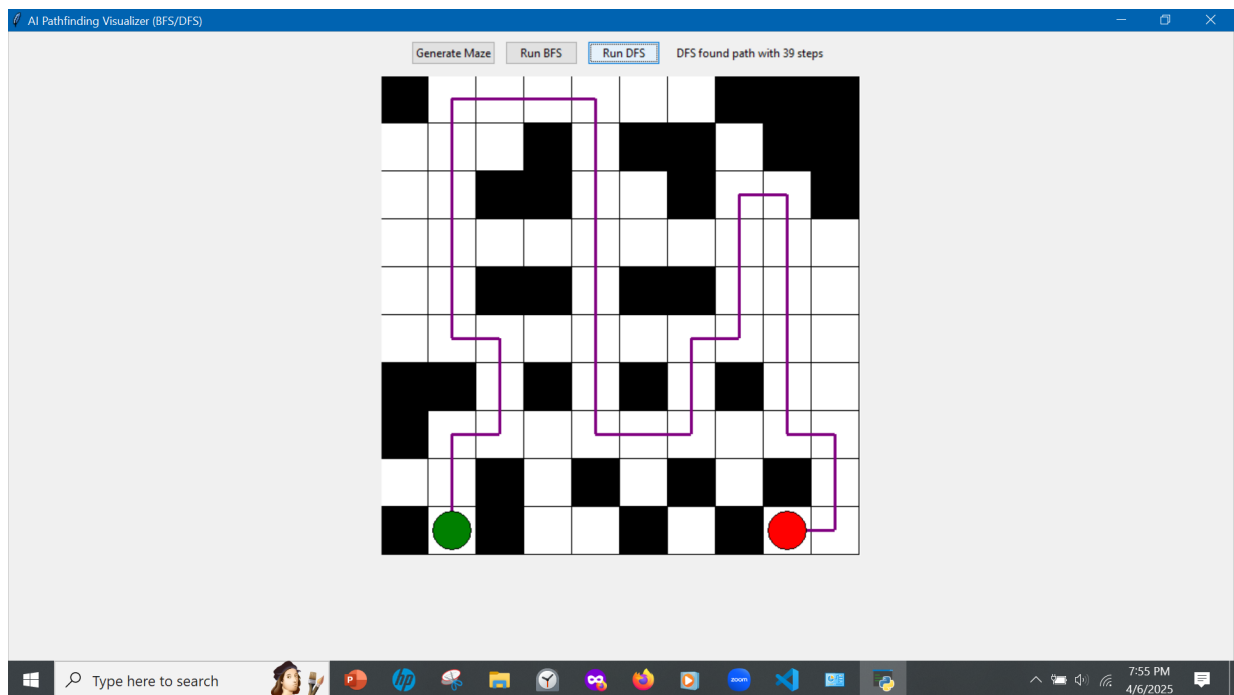 AI Pathfinding Visualizer (BFS/DFS)
Generate Maze Run BFS Run DFS DFS found path with 39 steps
Type here to search
zoom
7:55 PM
4/6/2025